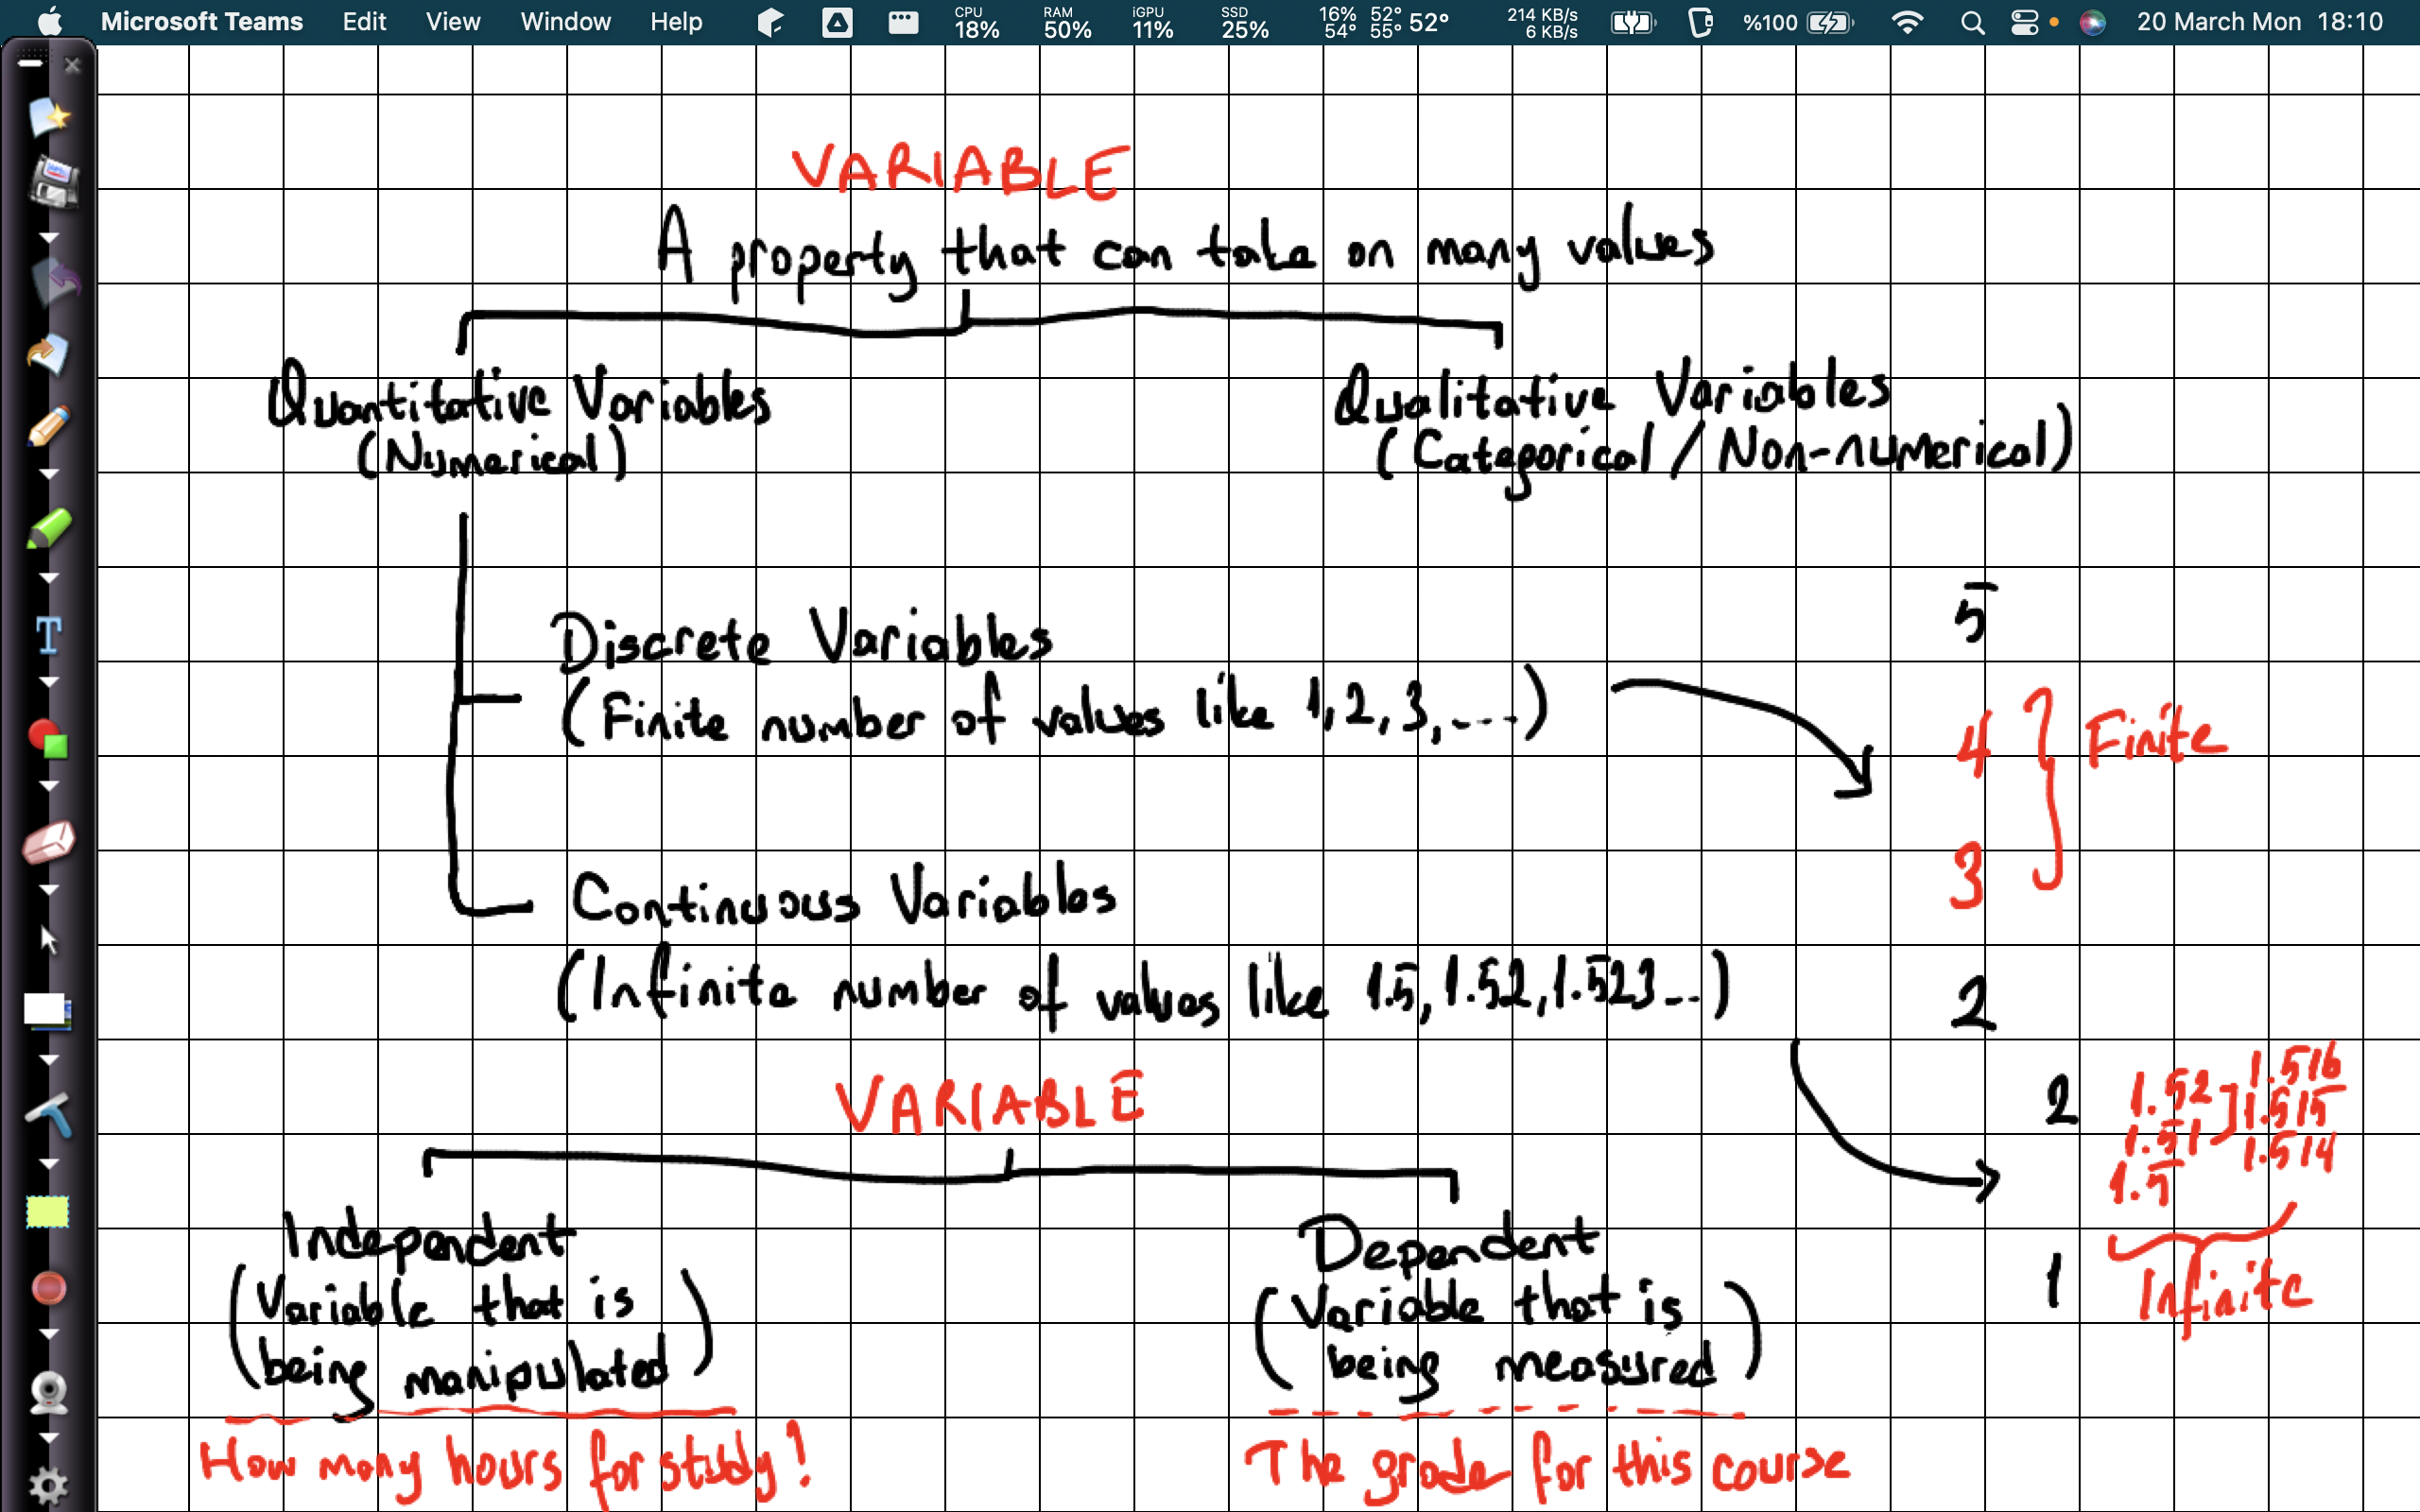 Microsoft Teams Edit View Window Help CPU 18% RAM 50% iGPU 11% SSD 25% 16% 54° 52° 55° 52° 214 KB/s 6 KB/s %100 20 March Mon 18:10
VARIABLE
A property that can take on many values
Quantitative Variables
(Numerical)
Qualitative Variables
(Categorical / Non-numerical)
Discrete Variables
(Finite number of values like 1,2,3,....)
5
4
3
2
Finite
Continuous Variables
(Infinite number of values like 1.5,1.52,1.523...)
2
1
1.52
1.51
1.5
1.516
1.515
1.514
Infinite
VARIABLE
Independent
(Variable that is
being manipulated)
How many hours for study!
Dependent
(Variable that is
being measured)
The grade for this course
T